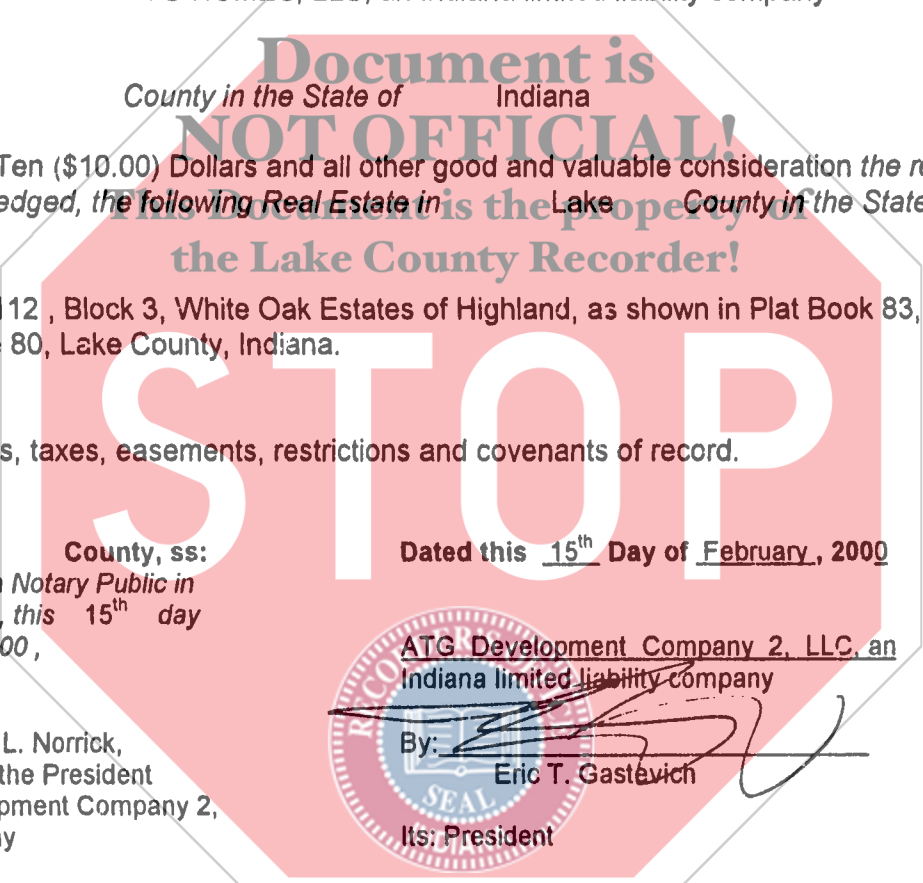 Document is
County in the State of Indiana
NOT OFFICIAL!
Ten ($10.00) Dollars and all other good and valuable consideration the
edged, the following Real Estate in Lake County in the State
This Document is the property of
the Lake County Recorder!
112 , Block 3, White Oak Estates of Highland, as shown in Plat Book 83,
80, Lake County, Indiana.
STOP
s, taxes, easements, restrictions and covenants of record.
County, ss:
Dated this 15th Day of February , 2000
Notary Public in
, this 15th day
00 ,
ATG Development Company 2, LLC, an
Indiana limited liability company
L. Norrick,
the President
pment Company 2,
By:
Eric T. Gastevich
Its: President
RECORDER'S OFFICE
SEAL
INDIANA